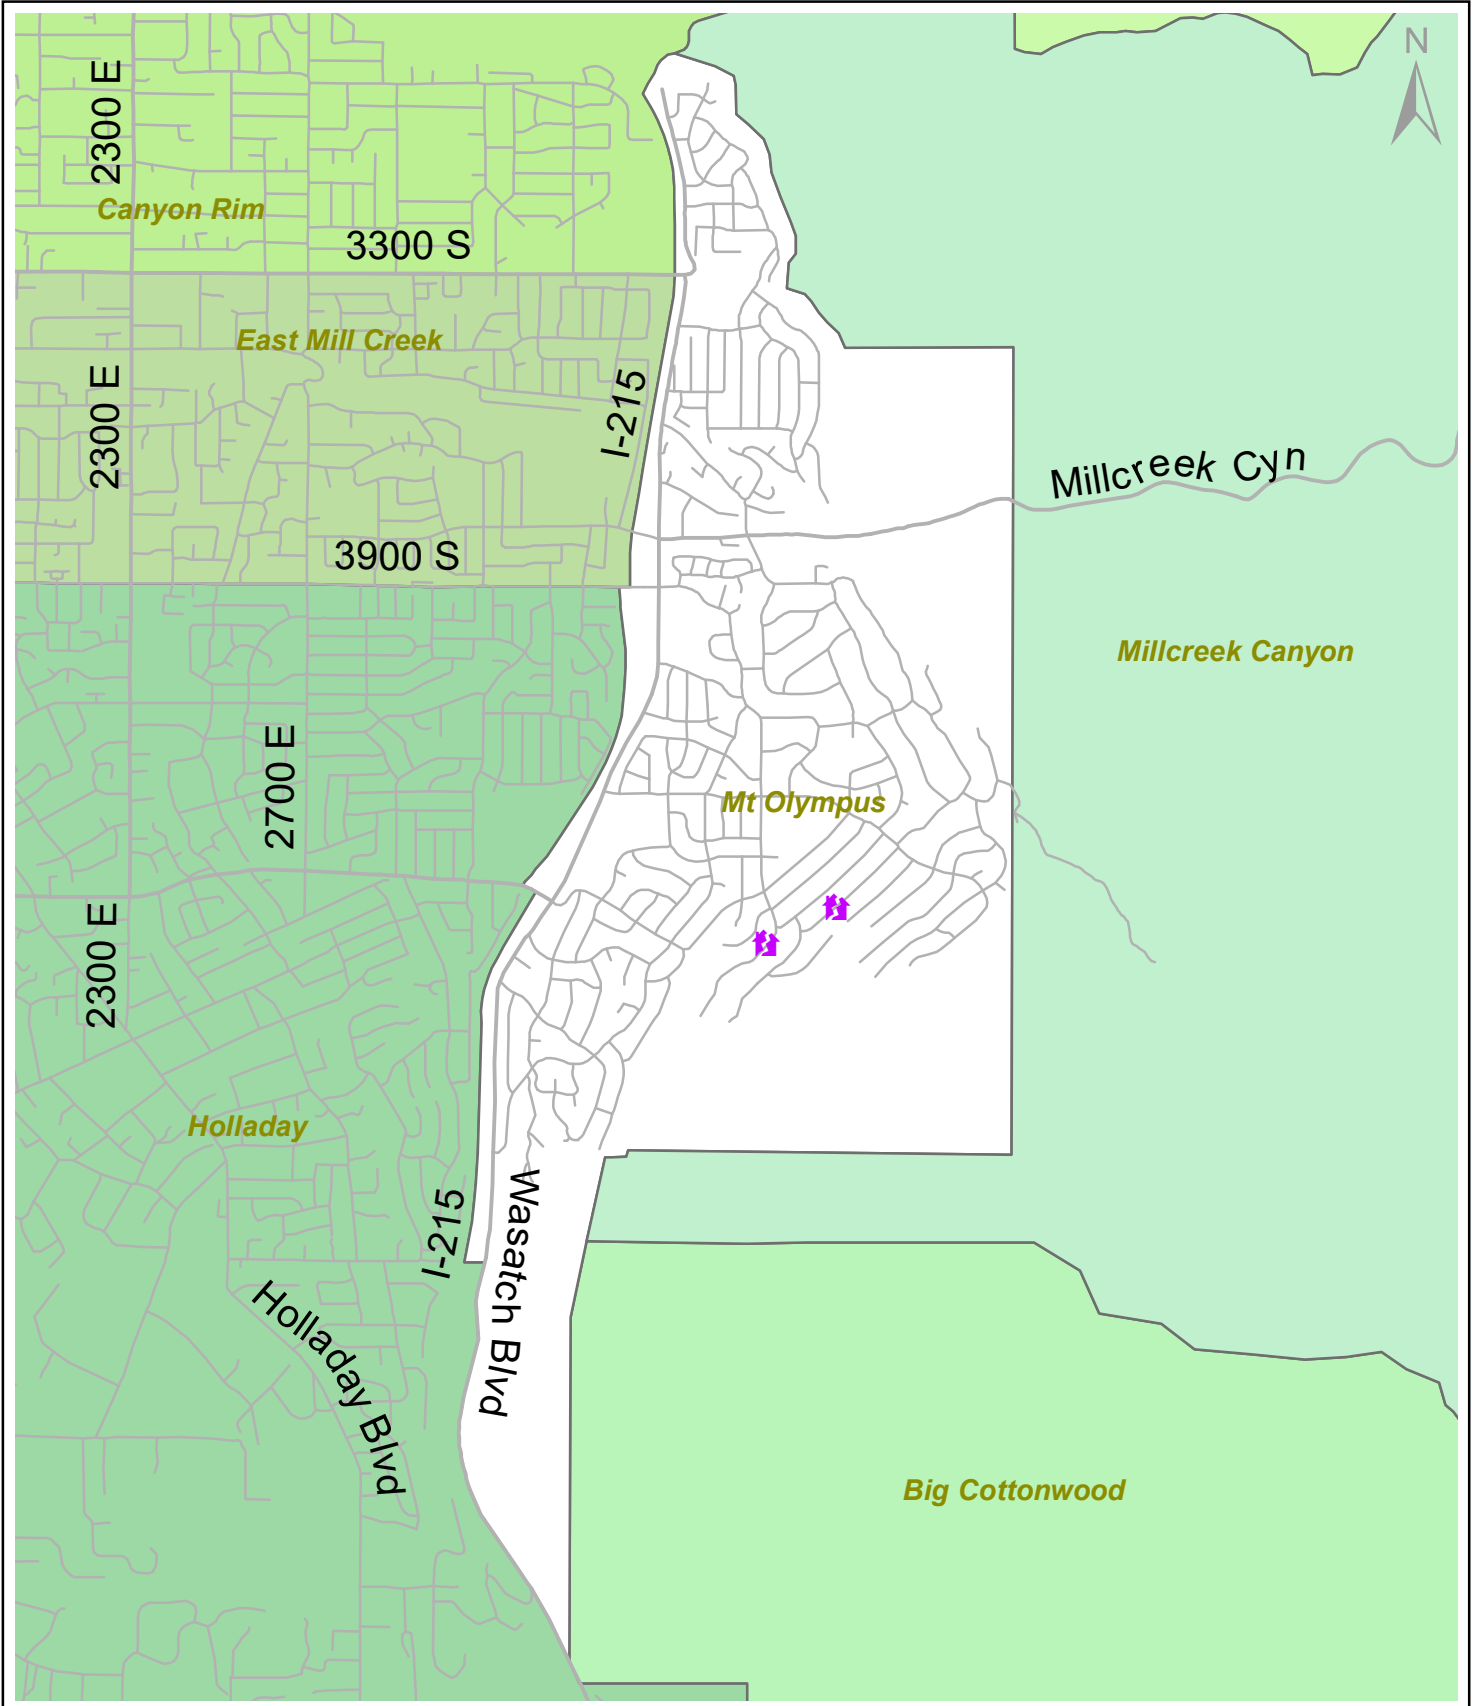 N
2300 E
Canyon Rim
3300 S
East Mill Creek
2300 E
I-215
Millcreek Cyn
3900 S
Millcreek Canyon
2700 E
Mt Olympus
2300 E
Holladay
I-215
Wasatch Blvd
Holladay Blvd
Big Cottonwood